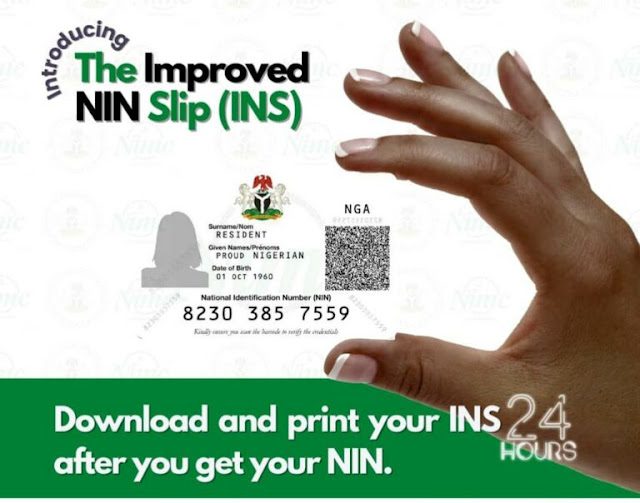 Introducing
The Improved
NIN Slip (INS)
NGA
Surname/Nom
RESIDENT
Given Names/Prénoms
PROUD NIGERIAN
Date of Birth
01 OCT 1960
National Identification Number (NIN)
8230 385 7559
Kindly ensure you scan the barcode to verify the credentials
Download and print your INS 24
HOURS
after you get your NIN.